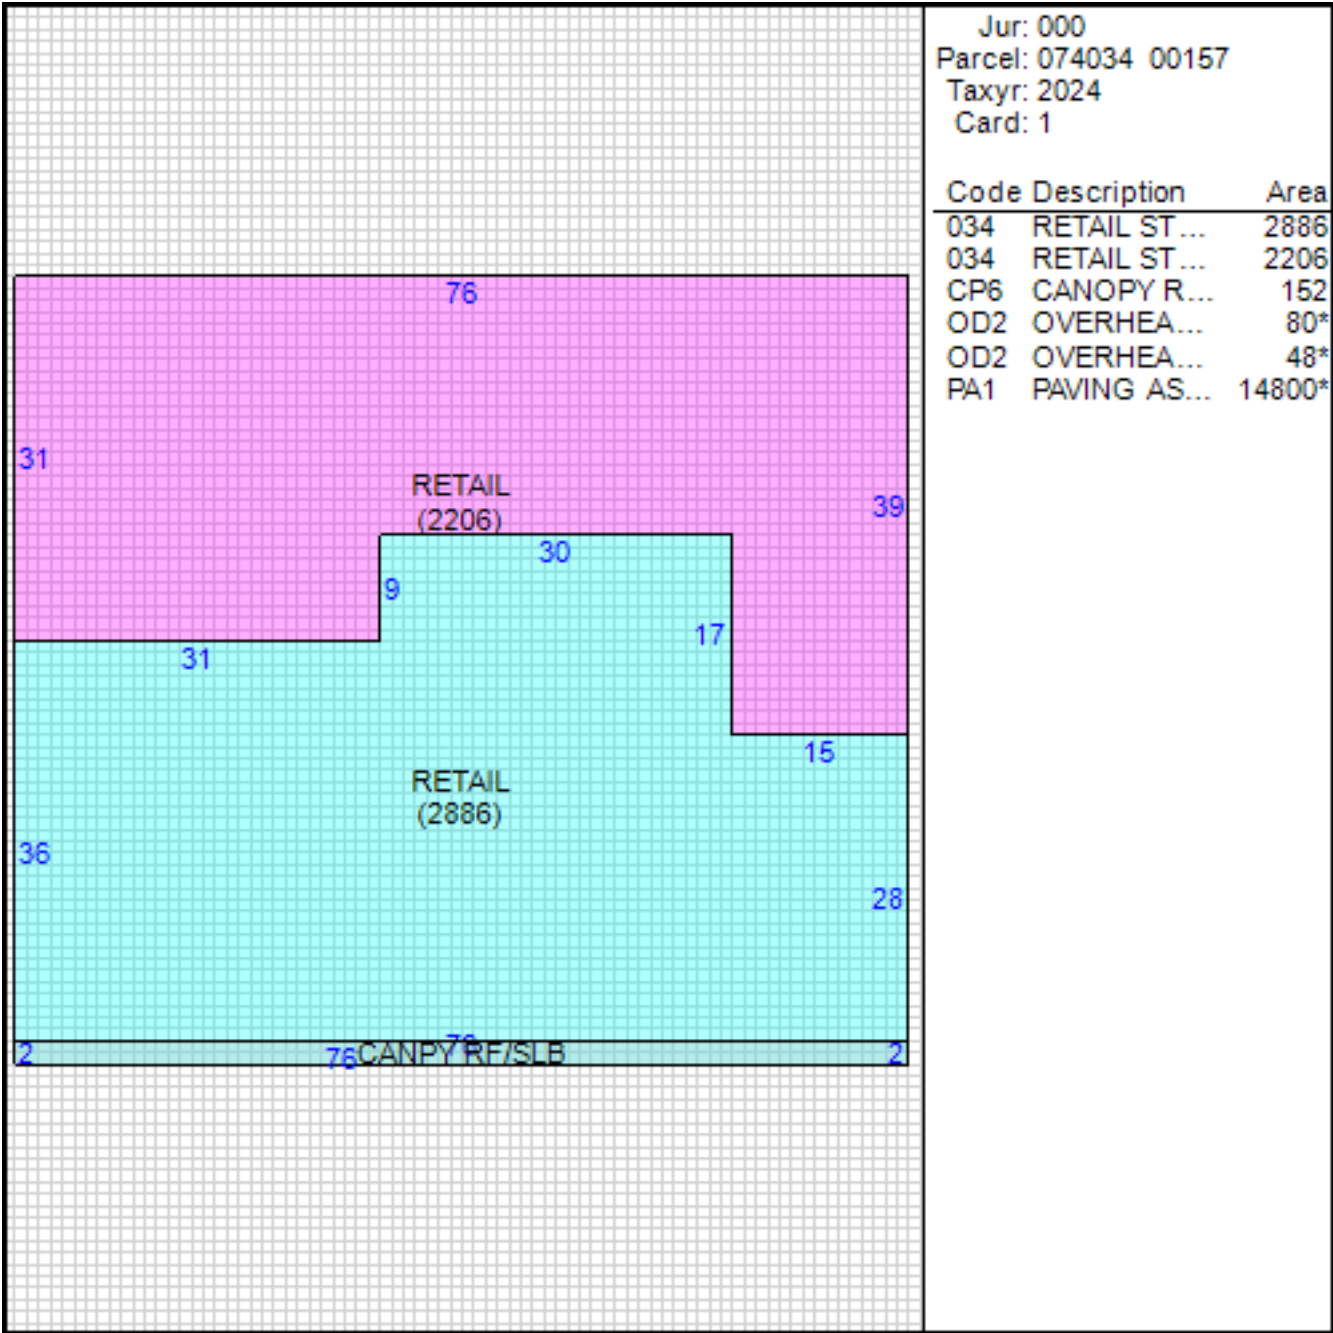 Jur: 000
Parcel: 074034 00157
Taxyr: 2024
Card: 1
Code Description Area
034 RETAIL ST... 2886
034 RETAIL ST... 2206
CP6 CANOPY R... 152
OD2 OVERHEA... 80*
OD2 OVERHEA... 48*
PA1 PAVING AS... 14800*
76
31
RETAIL
(2206)
39
30
9
17
31
15
RETAIL
(2886)
36
28
76
2 76 CANPY RF/SLB 2